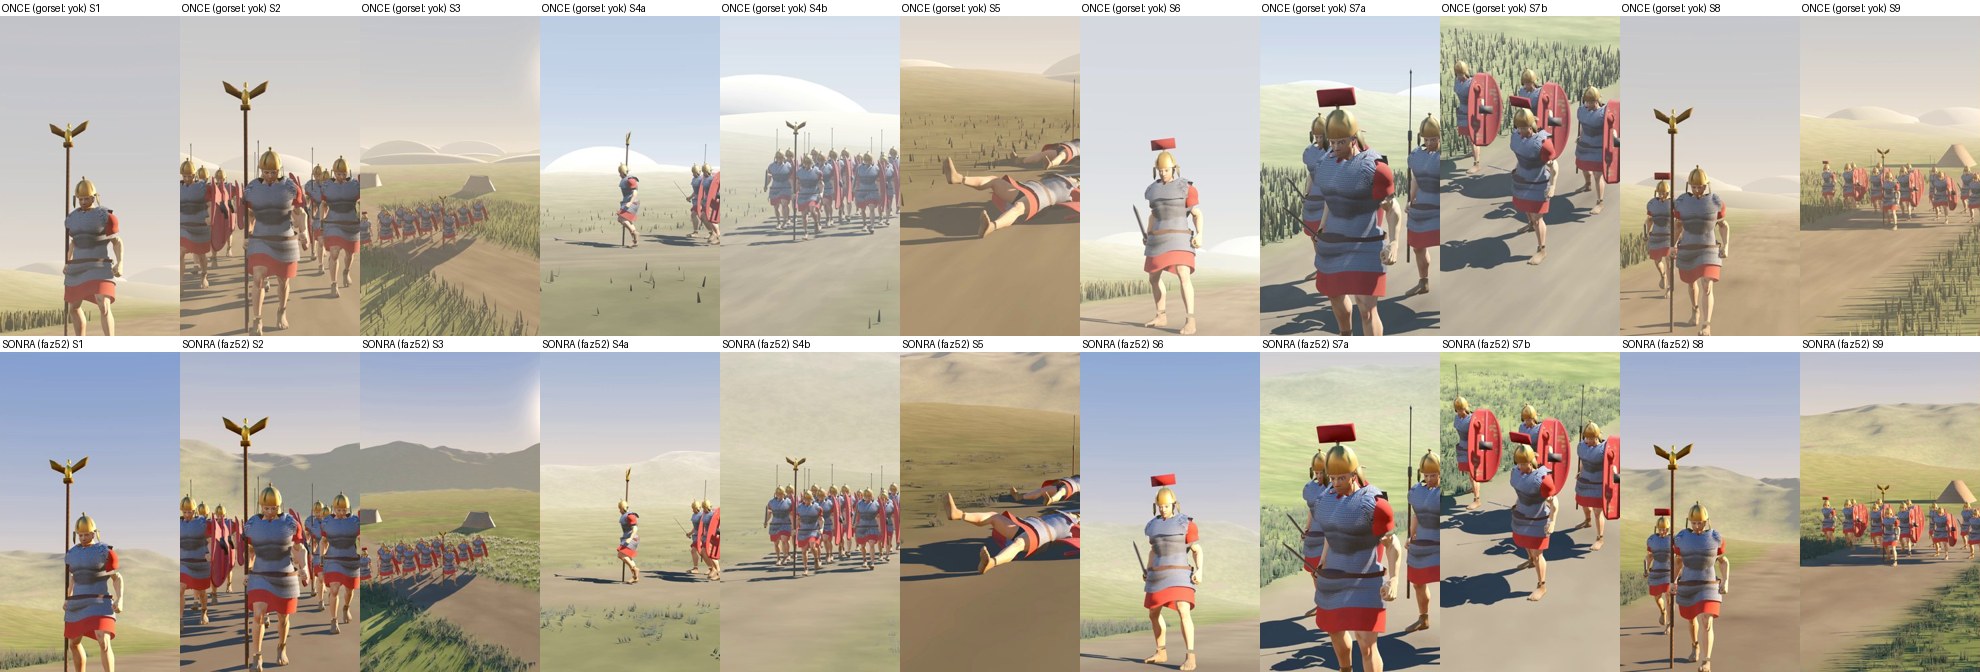 ONCE (gorsel: yok) S1
ONCE (gorsel: yok) S2
ONCE (gorsel: yok) S3
ONCE (gorsel: yok) S4a
ONCE (gorsel: yok) S4b
ONCE (gorsel: yok) S5
ONCE (gorsel: yok) S6
ONCE (gorsel: yok) S7a
ONCE (gorsel: yok) S7b
ONCE (gorsel: yok) S8
ONCE (gorsel: yok) S9
SONRA (faz52) S1
SONRA (faz52) S2
SONRA (faz52) S3
SONRA (faz52) S4a
SONRA (faz52) S4b
SONRA (faz52) S5
SONRA (faz52) S6
SONRA (faz52) S7a
SONRA (faz52) S7b
SONRA (faz52) S8
SONRA (faz52) S9